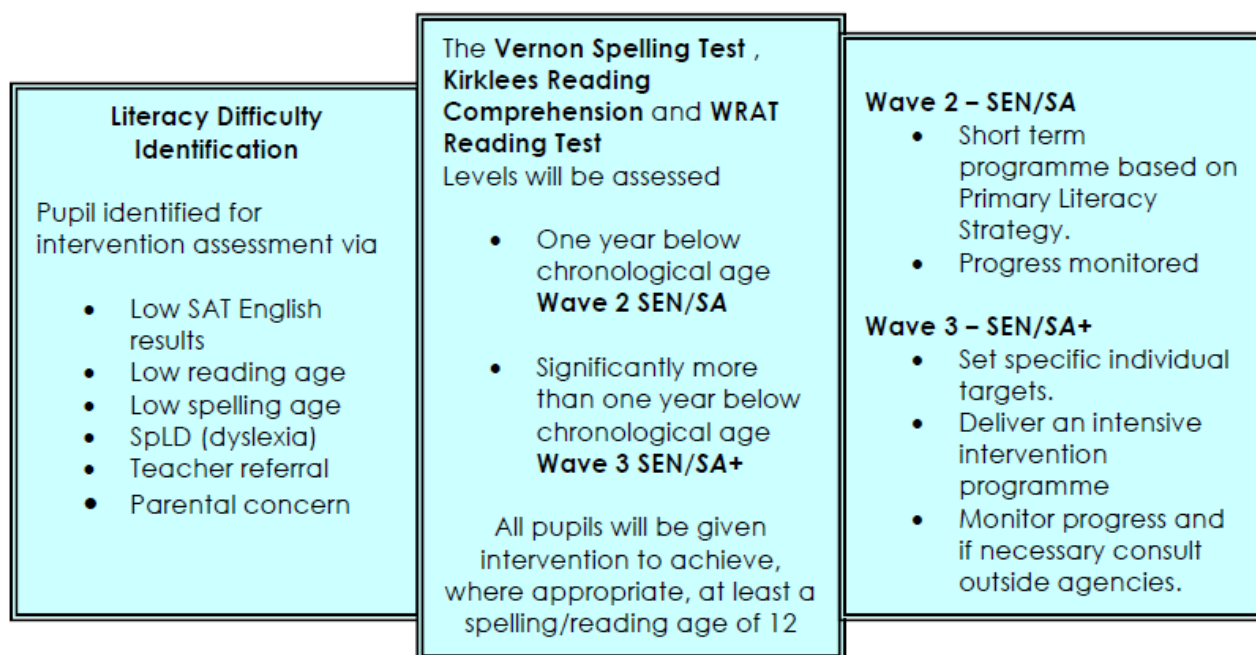 Literacy Difficulty
Identification
Pupil identified for
intervention assessment via
• Low SAT English
results
• Low reading age
• Low spelling age
• SpLD (dyslexia)
• Teacher referral
• Parental concern
The Vernon Spelling Test ,
Kirklees Reading
Comprehension and WRAT
Reading Test
Levels will be assessed
• One year below
chronological age
Wave 2 SEN/SA
• Significantly more
than one year below
chronological age
Wave 3 SEN/SA+
All pupils will be given
intervention to achieve,
where appropriate, at least a
spelling/reading age of 12
Wave 2 – SEN/SA
• Short term
programme based on
Primary Literacy
Strategy.
• Progress monitored
Wave 3 – SEN/SA+
• Set specific individual
targets.
• Deliver an intensive
intervention
programme
• Monitor progress and
if necessary consult
outside agencies.